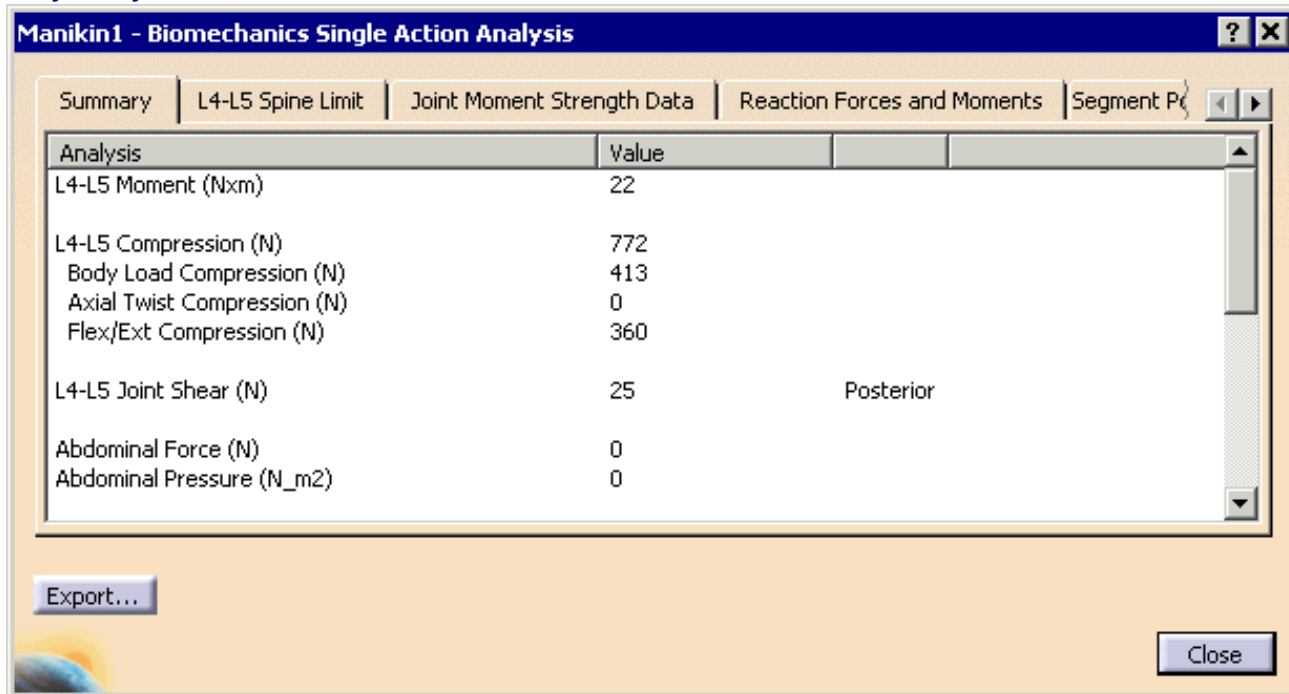 Manikin1 - Biomechanics Single Action Analysis
Summary L4-L5 Spine Limit Joint Moment Strength Data Reaction Forces and Moments Segment
Analysis Value
L4-L5 Moment (Nxm) 22
L4-L5 Compression (N) 772
Body Load Compression (N) 413
Axial Twist Compression (N) 0
Flex/Ext Compression (N) 360
L4-L5 Joint Shear (N) 25 Posterior
Abdominal Force (N) 0
Abdominal Pressure (N_m2) 0
Export...
Close